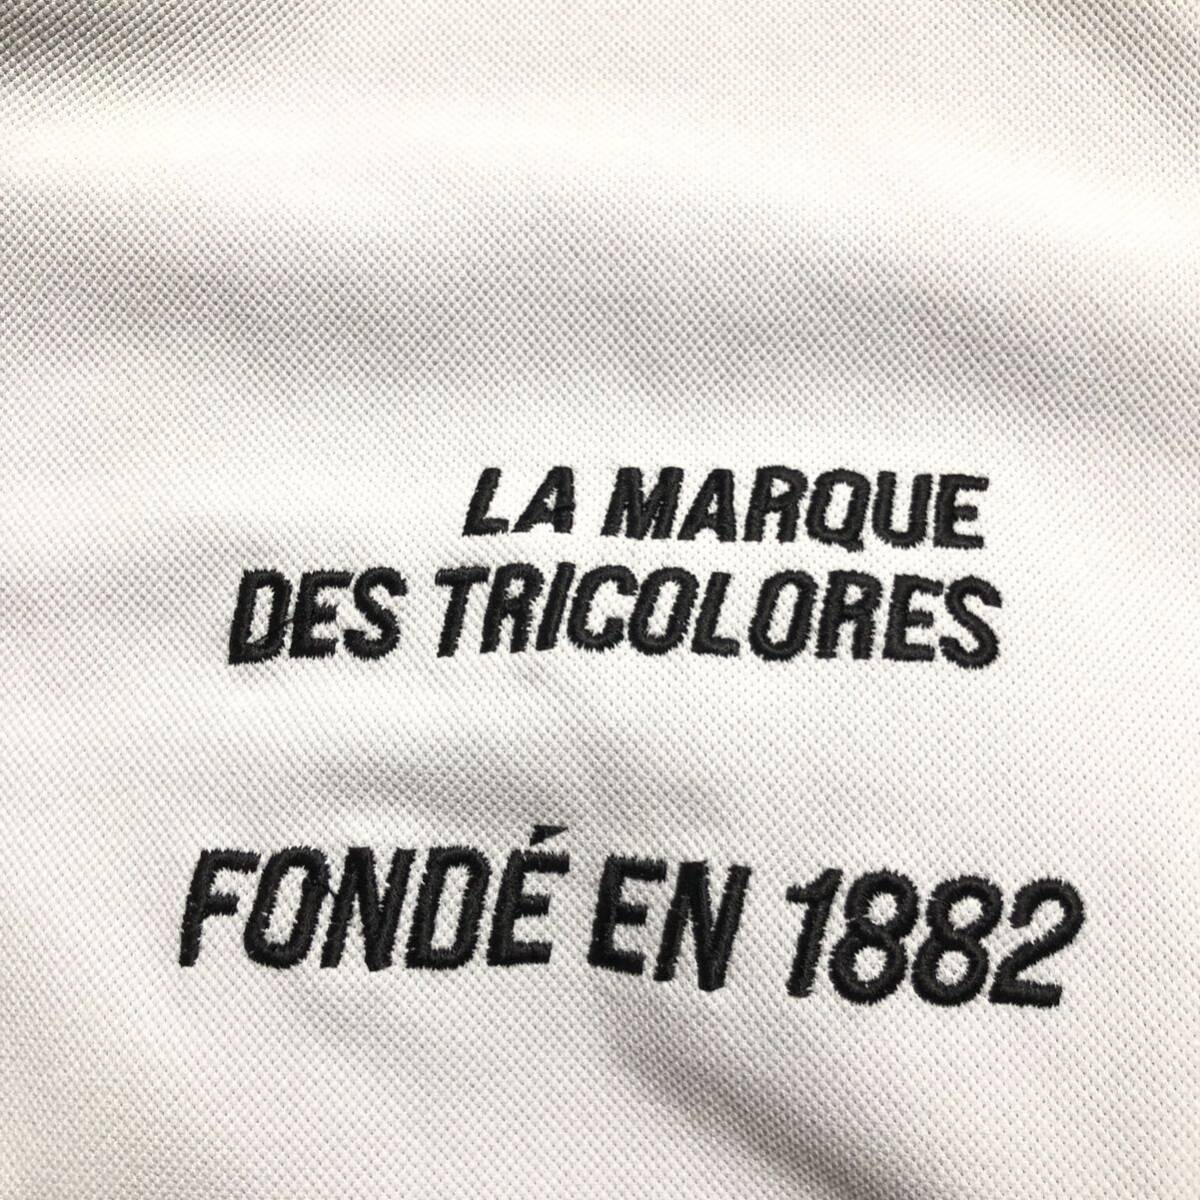 LA MARQUE
DES TRICOLORES
FONDÉ EN 1882